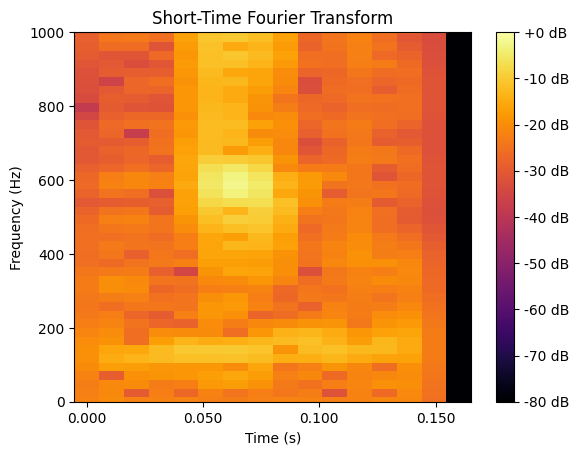 Short-Time Fourier Transform
Frequency (Hz)
1000
800
600
400
200
0
0.000
0.050
0.100
0.150
Time (s)
+0 dB
-10 dB
-20 dB
-30 dB
-40 dB
-50 dB
-60 dB
-70 dB
-80 dB